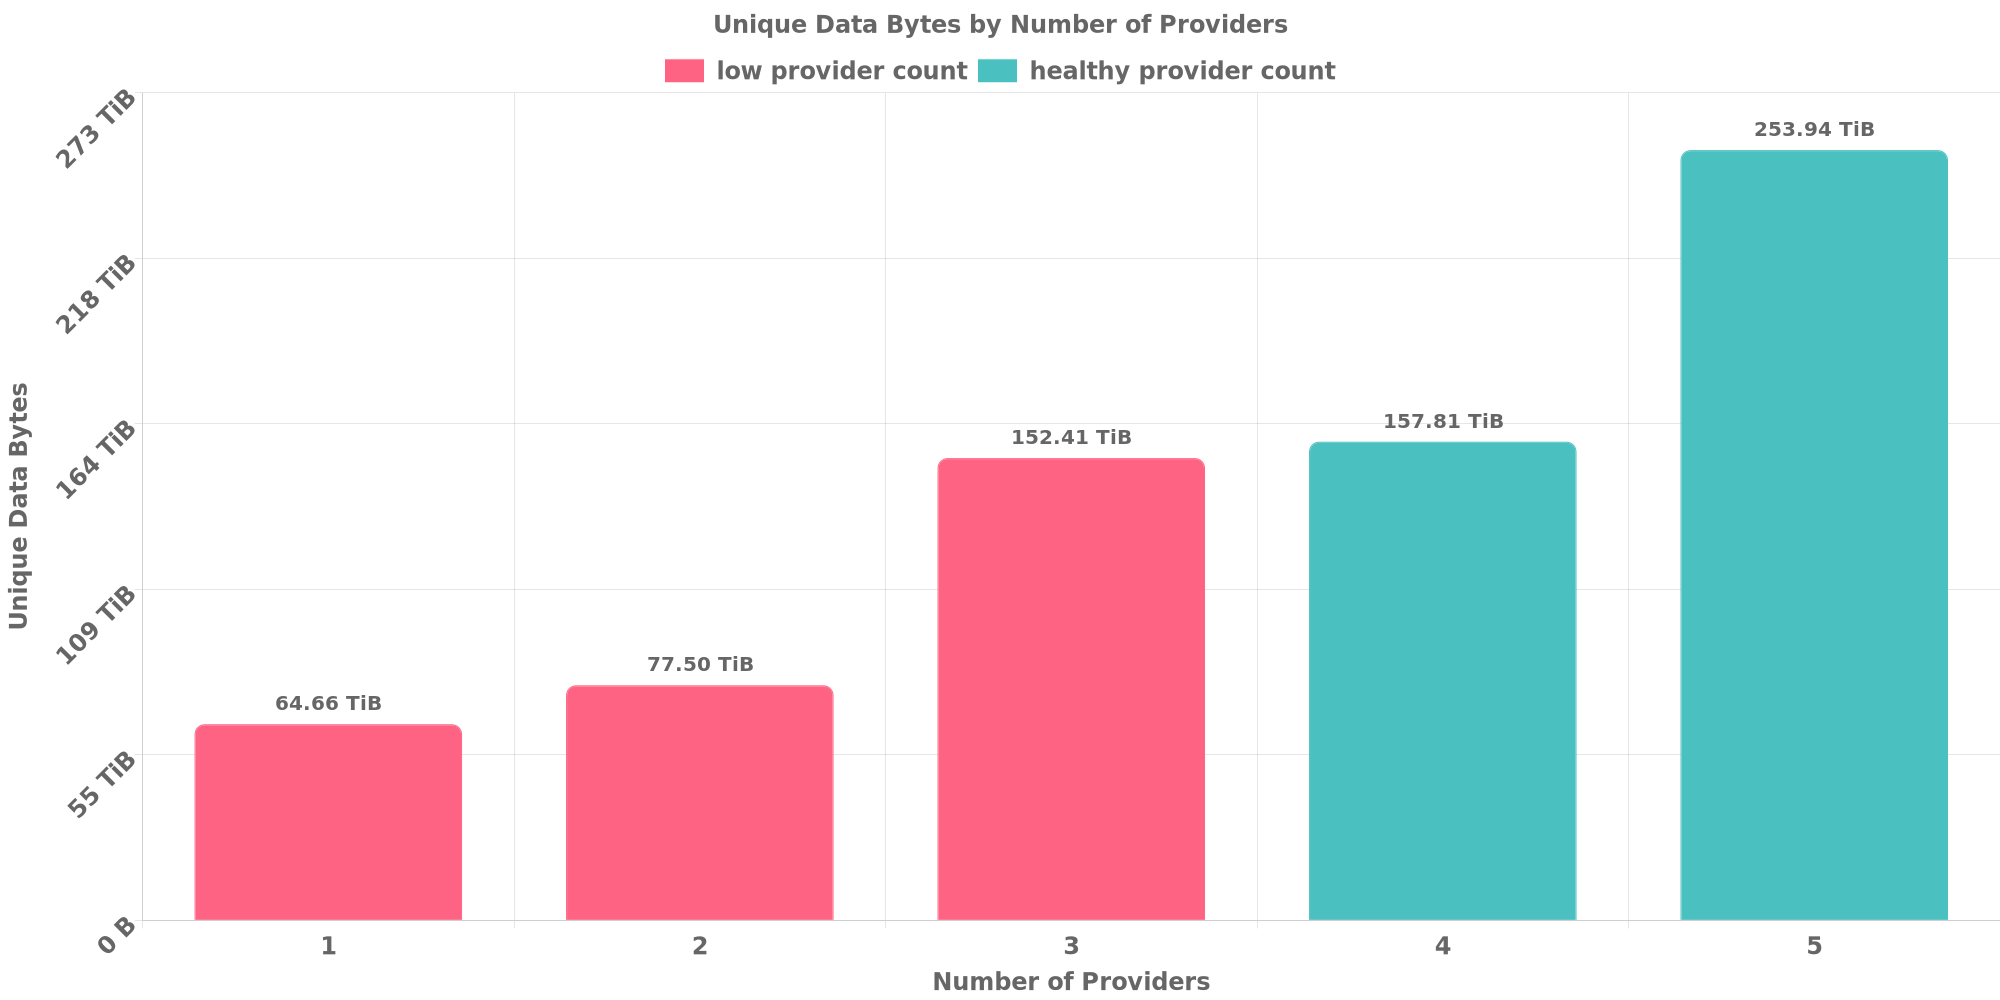 Unique Data Bytes by Number of Providers
low provider count healthy provider count
273 TiB
218 TiB
164 TiB
109 TiB
55 TiB
0 B
Unique Data Bytes
64.66 TiB
77.50 TiB
152.41 TiB
157.81 TiB
253.94 TiB
1 2 3 4 5
Number of Providers